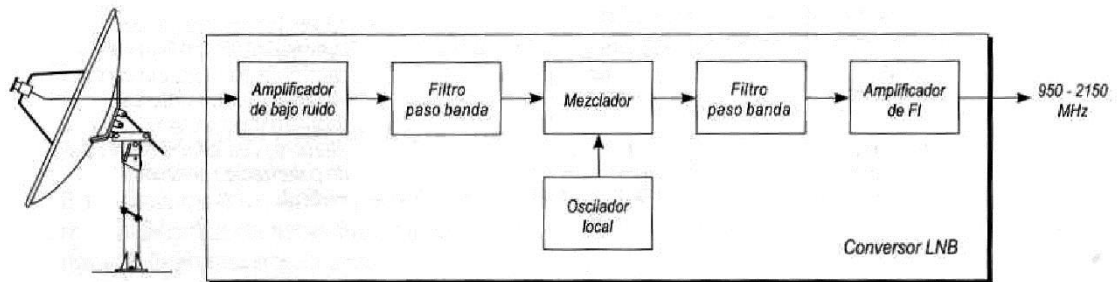 Amplificador
de bajo ruido
Filtro
paso banda
Mezclador
Filtro
paso banda
Amplificador
de FI
950 - 2150
MHz
Oscilador
local
Conversor LNB